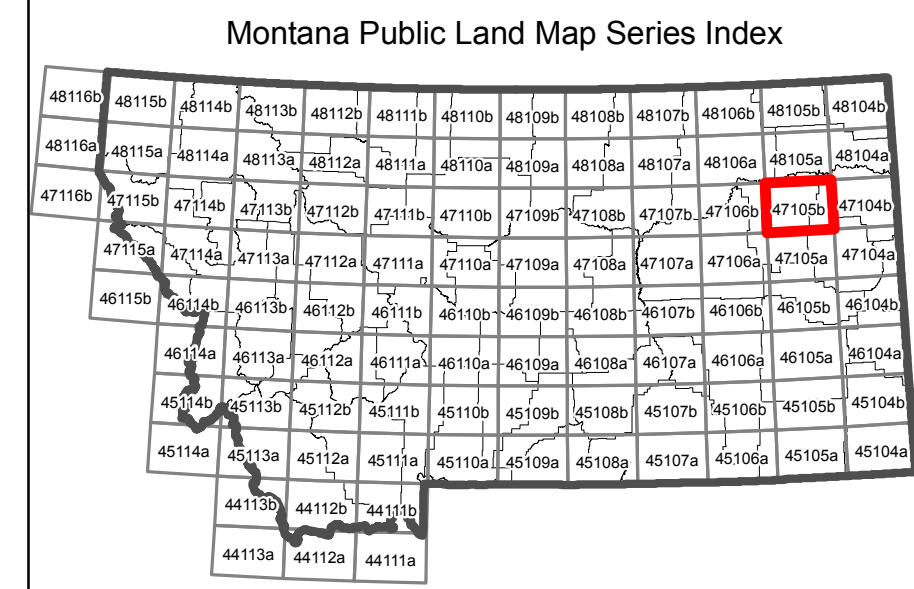 Montana Public Land Map Series Index
48116b 48115b 48114b 48113b 48112b 48111b 48110b 48109b 48108b 48107b 48106b 48105b 48104b
48116a 48115a 48114a 48113a 48112a 48111a 48110a 48109a 48108a 48107a 48106a 48105a 48104a
47116b 47115b 47114b 47113b 47112b 47111b 47110b 47109b 47108b 47107b 47106b 47105b 47104b
47115a 47114a 47113a 47112a 47111a 47110a 47109a 47108a 47107a 47106a 47105a 47104a
46115b 46114b 46113b 46112b 46111b 46110b 46109b 46108b 46107b 46106b 46105b 46104b
46114a 46113a 46112a 46111a 46110a 46109a 46108a 46107a 46106a 46105a 46104a
45114b 45113b 45112b 45111b 45110b 45109b 45108b 45107b 45106b 45105b 45104b
45114a 45113a 45112a 45111a 45110a 45109a 45108a 45107a 45106a 45105a 45104a
44113b 44112b 44111b
44113a 44112a 44111a